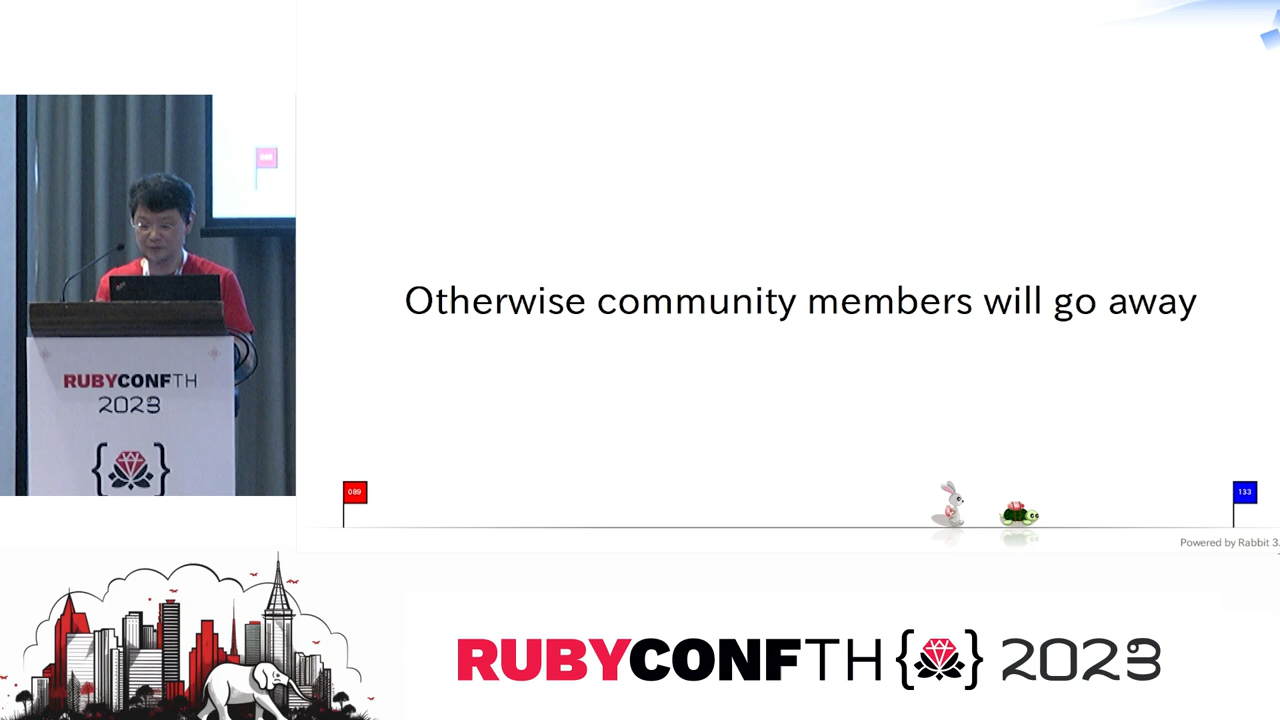 Otherwise community members will go away
089
133
Powered by Rabbit 3.
RUBYCONFTH
2023
RUBYCONFTH 2023